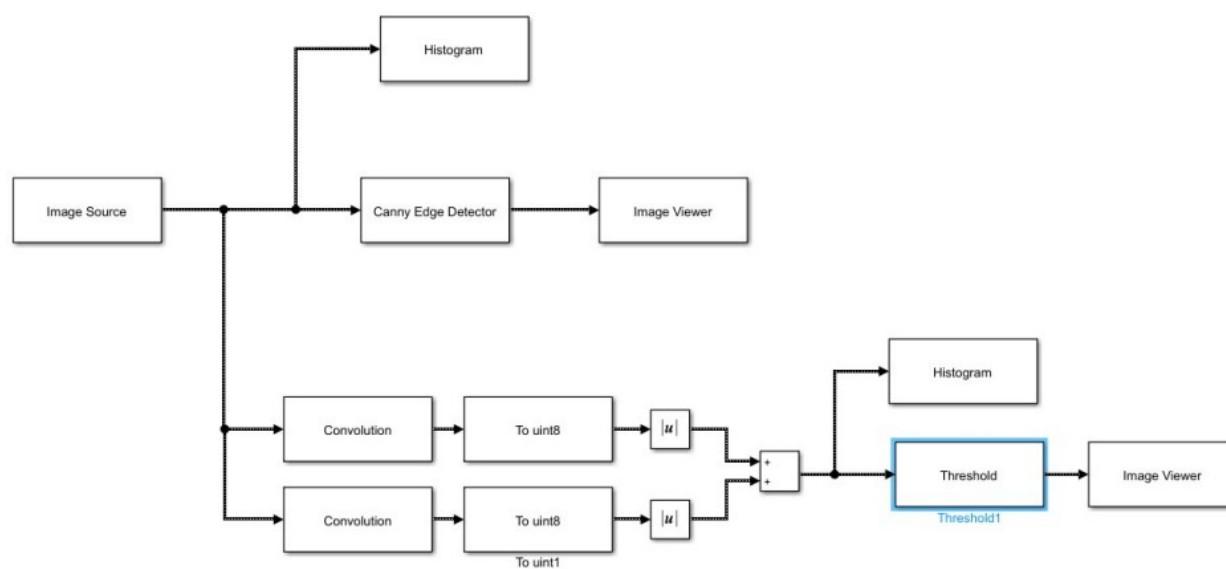 Histogram
Image Source
Canny Edge Detector
Image Viewer
Histogram
Convolution
To uint8
|u|
+
+
Threshold
Image Viewer
Threshold1
Convolution
To uint8
|u|
To uint1